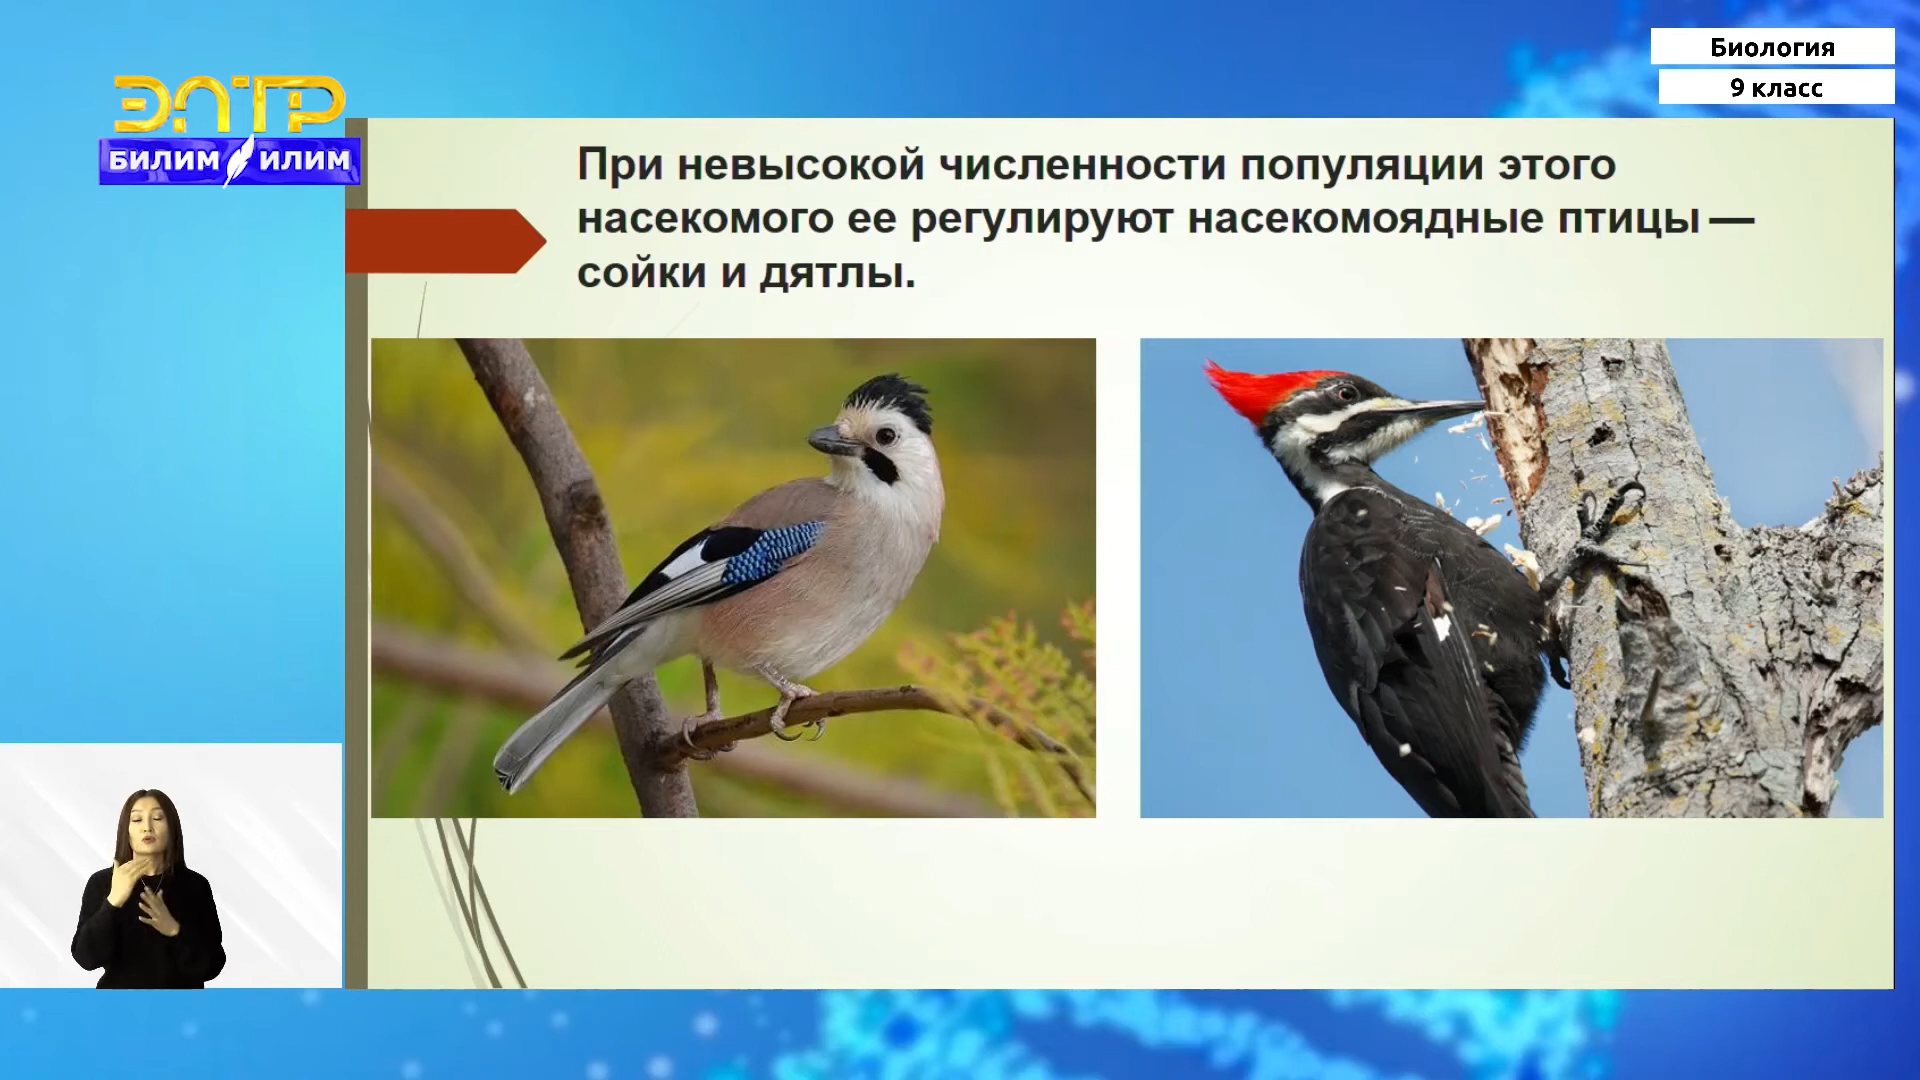 Биология
9 класс
ЭЛТР
БИЛИМ ИЛИМ
При невысокой численности популяции этого
насекомого ее регулируют насекомоядные птицы —
сойки и дятлы.